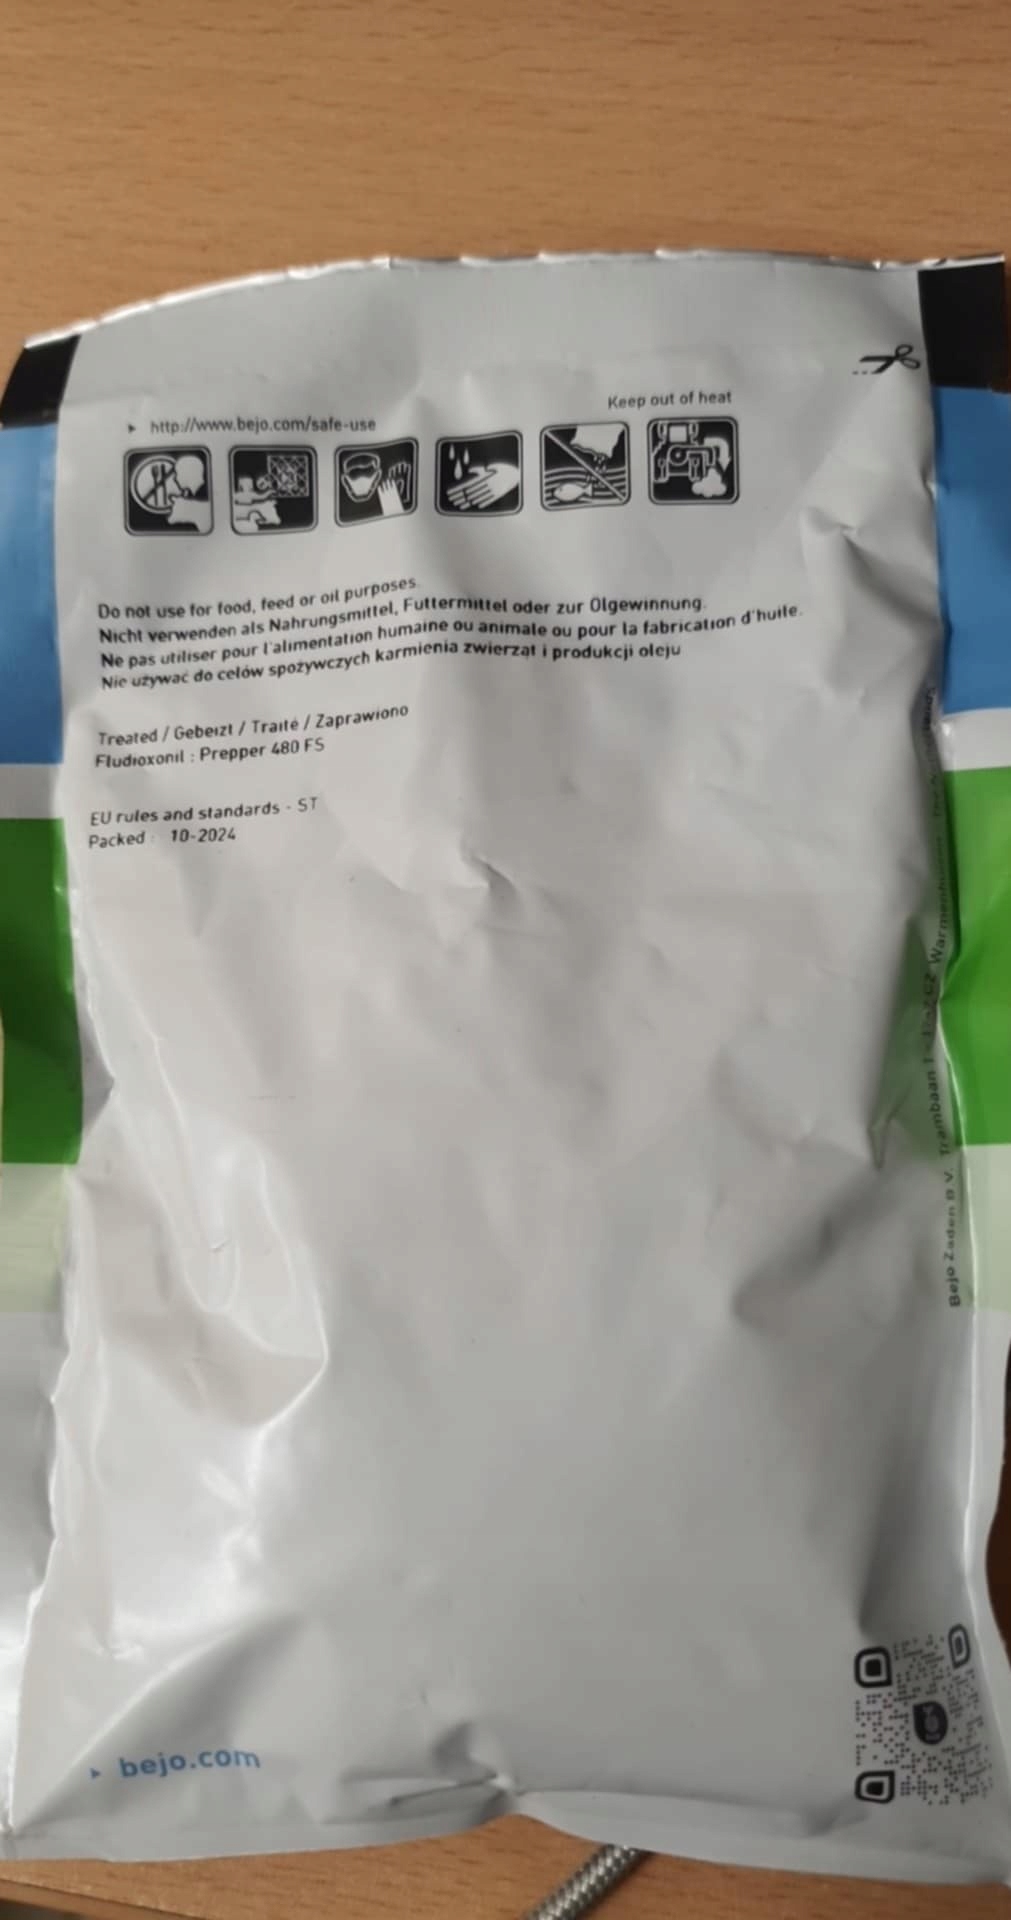 Keep out of heat
http://www.bejo.com/safe-use
Do not use for food, feed or oil purposes.
Nicht verwenden als Nahrungsmittel, Futtermittel oder zur Ölgewinnung.
Ne pas utiliser pour l'alimentation humaine ou animale ou pour la fabrication d'huile.
Nie używać do celów spożywczych karmienia zwierząt i produkcji oleju
Treated / Gebeizt / Traité / Zaprawiono
Fludioxonil : Prepper 480 FS
EU rules and standards - ST
Packed : 10-2024
Bejo Zaden B.V. Trambaan 1 CZ Warmenhuizen
bejo.com